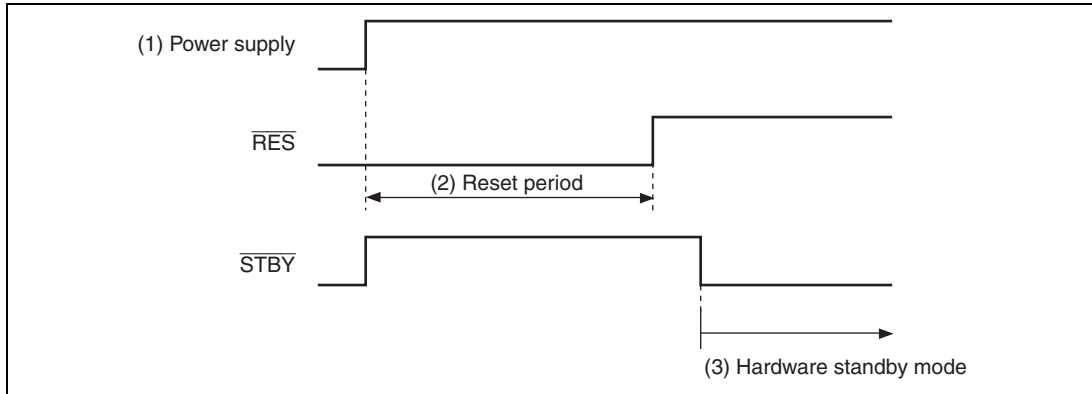 (1) Power supply
RES
(2) Reset period
STBY
(3) Hardware standby mode